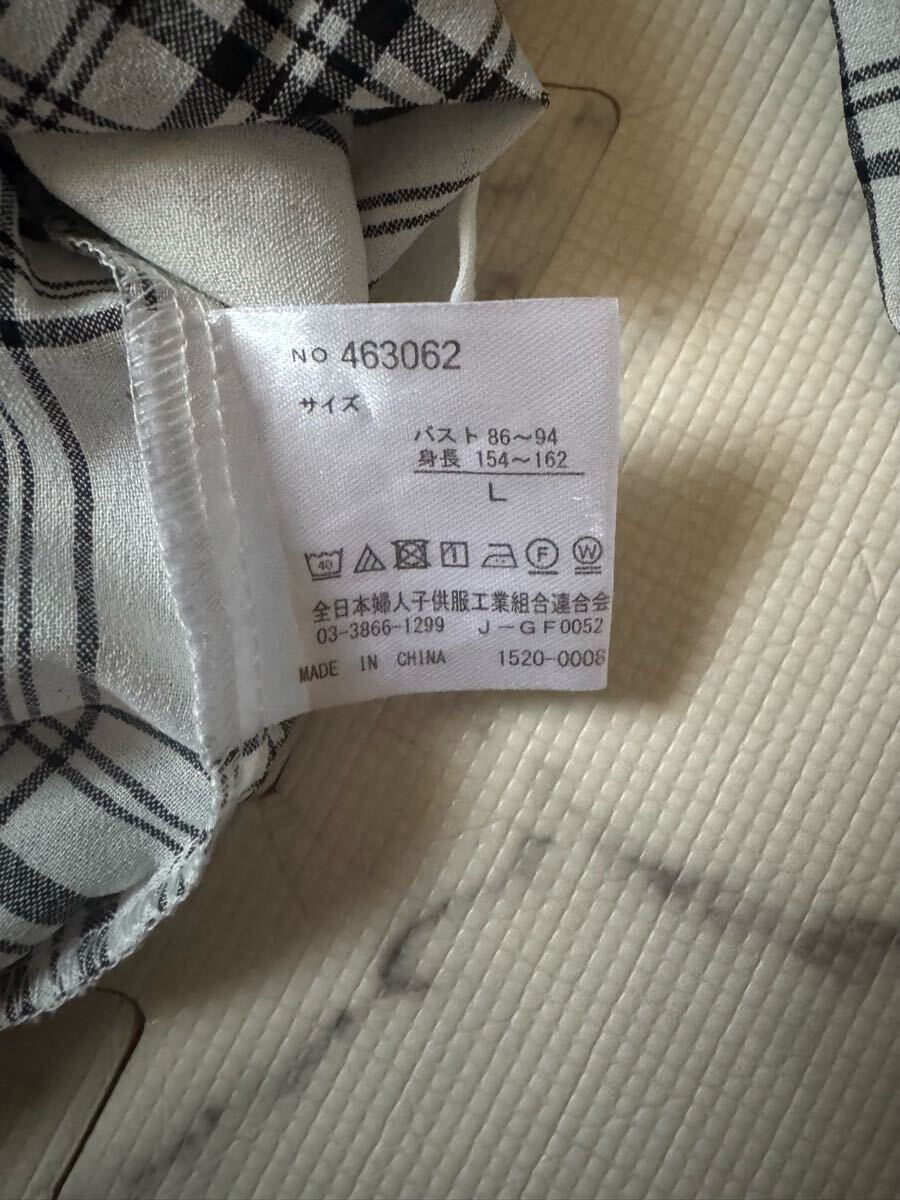 NO 463062
サイズ
バスト 86～94
身長 154～162
L
40 F W
全日本婦人子供服工業組合連合会
03-3866-1299 J-GF0052
MADE IN CHINA 1520-0008